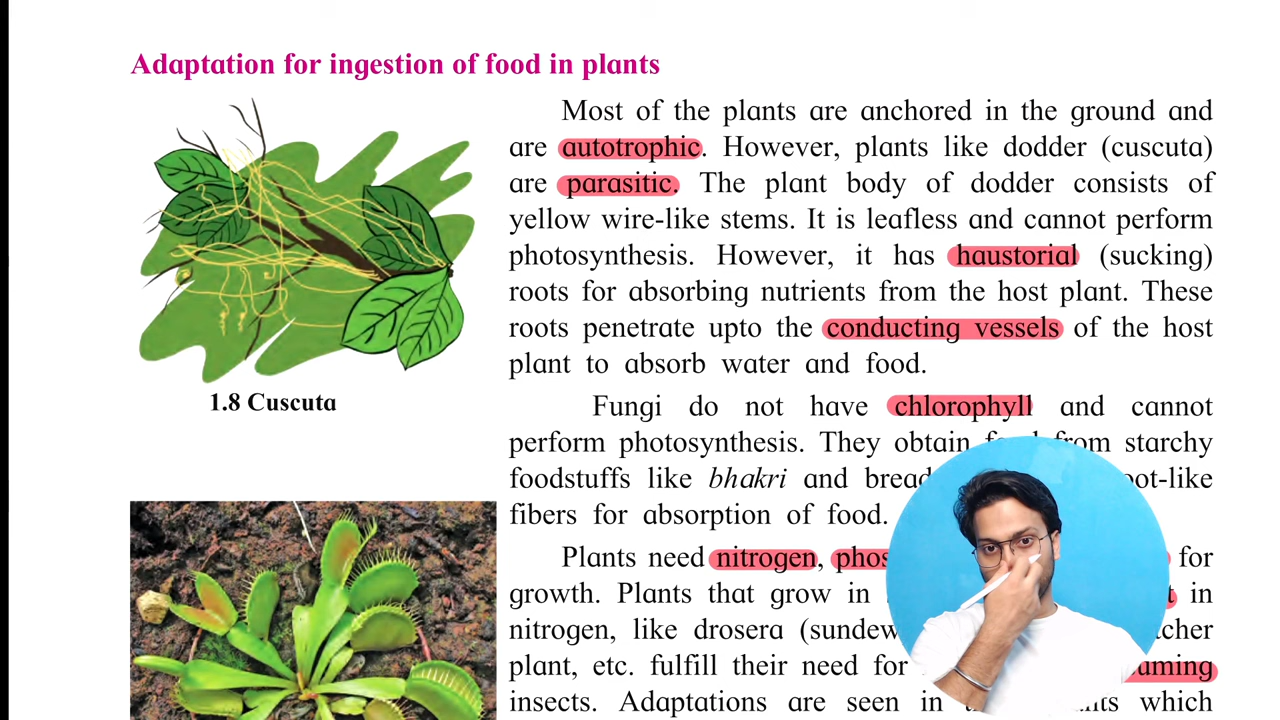 Adaptation for ingestion of food in plants
Most of the plants are anchored in the ground and
are autotrophic. However, plants like dodder (cuscuta)
are parasitic. The plant body of dodder consists of
yellow wire-like stems. It is leafless and cannot perform
photosynthesis. However, it has haustorial (sucking)
roots for absorbing nutrients from the host plant. These
roots penetrate upto the conducting vessels of the host
plant to absorb water and food.
1.8 Cuscuta
Fungi do not have chlorophyll and cannot
perform photosynthesis. They obtain from starchy
foodstuffs like bhakri and bread
fibers for absorption of food.
Plants need nitrogen, for
growth. Plants that grow in in
nitrogen, like drosera
plant, etc. fulfill their need for
insects. Adaptations are seen in which